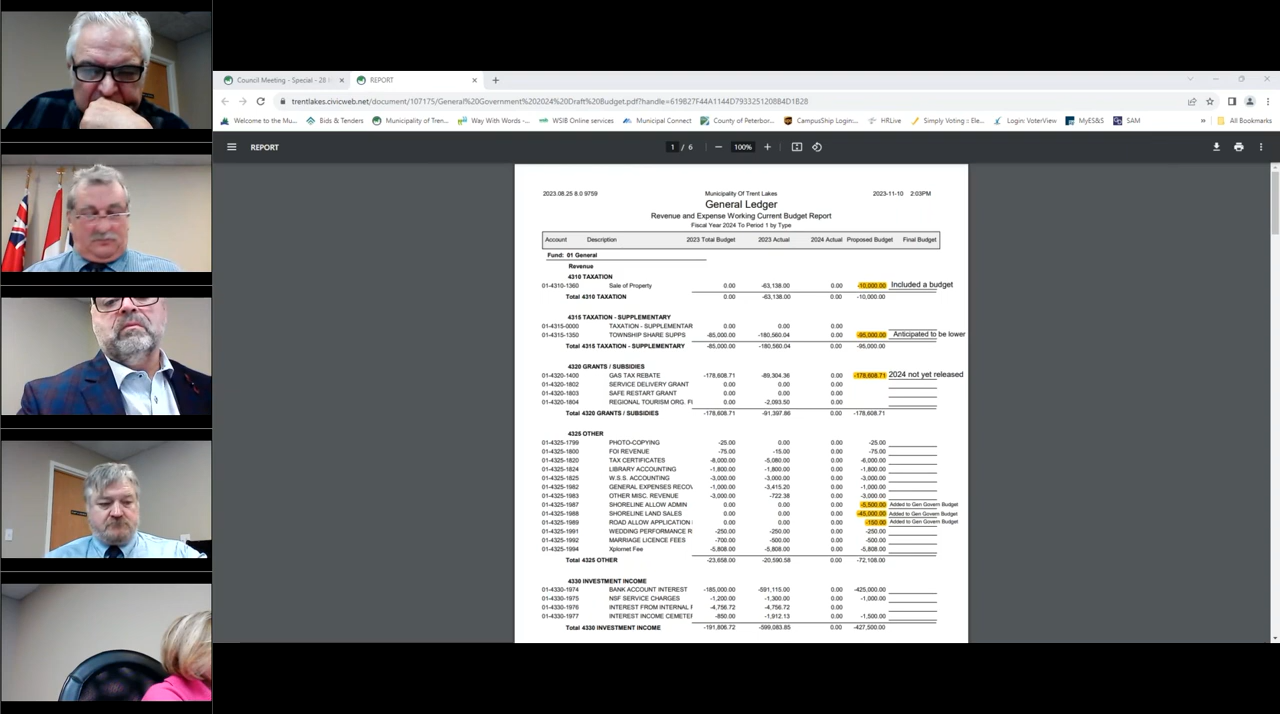 Council Meeting - Special - 28
REPORT
trentlakes.civicweb.net/document/107175/General%20Government%202024%20Draft%20Budget.pdf?handle=619B27F44A1144D7933251208B4D1B28
Welcome to the Mu... Bids & Tenders Municipality of Tren... Way With Words -... WSIB Online services Municipal Connect County of Peterbor... CampusShip Login:... HRLive Simply Voting :: Ele... Login: VoterView MyES&S SAM » All Bookmarks
REPORT 1 / 6 100%
2023.08.25 8.0 9759 Municipality Of Trent Lakes 2023-11-10 2:03PM
General Ledger
Revenue and Expense Working Current Budget Report
Fiscal Year 2024 To Period 1 by Type
Account Description 2023 Total Budget 2023 Actual 2024 Actual Proposed Budget Final Budget
Fund: 01 General
Revenue
4310 TAXATION
01-4310-1360 Sale of Property 0.00 -63,138.00 0.00 -10,000.00 Included a budget
Total 4310 TAXATION 0.00 -63,138.00 0.00 -10,000.00
4315 TAXATION - SUPPLEMENTARY
01-4315-0000 TAXATION - SUPPLEMENTAR 0.00 0.00 0.00
01-4315-1350 TOWNSHIP SHARE SUPPS -85,000.00 -180,560.04 0.00 -95,000.00 Anticipated to be lower
Total 4315 TAXATION - SUPPLEMENTARY -85,000.00 -180,560.04 0.00 -95,000.00
4320 GRANTS / SUBSIDIES
01-4320-1400 GAS TAX REBATE -178,608.71 -89,304.36 0.00 -178,608.71 2024 not yet released
01-4320-1802 SERVICE DELIVERY GRANT 0.00 0.00 0.00
01-4320-1803 SAFE RESTART GRANT 0.00 0.00 0.00
01-4320-1804 REGIONAL TOURISM ORG. FI 0.00 -2,093.50 0.00
Total 4320 GRANTS / SUBSIDIES -178,608.71 -91,397.86 0.00 -178,608.71
4325 OTHER
01-4325-1799 PHOTO-COPYING -25.00 0.00 0.00 -25.00
01-4325-1800 FOI REVENUE -75.00 -15.00 0.00 -75.00
01-4325-1820 TAX CERTIFICATES -8,000.00 -5,080.00 0.00 -6,000.00
01-4325-1824 LIBRARY ACCOUNTING -1,800.00 -1,800.00 0.00 -1,800.00
01-4325-1825 W.S.S. ACCOUNTING -3,000.00 -3,000.00 0.00 -3,000.00
01-4325-1982 GENERAL EXPENSES RECOV -1,000.00 -3,415.20 0.00 -1,000.00
01-4325-1983 OTHER MISC. REVENUE -3,000.00 -722.38 0.00 -3,000.00
01-4325-1987 SHORELINE ALLOW ADMIN 0.00 0.00 0.00 -5,500.00 Added to Gen Govern Budget
01-4325-1988 SHORELINE LAND SALES 0.00 0.00 0.00 -45,000.00 Added to Gen Govern Budget
01-4325-1989 ROAD ALLOW APPLICATION 0.00 0.00 0.00 -150.00 Added to Gen Govern Budget
01-4325-1991 WEDDING PERFORMANCE R -250.00 -250.00 0.00 -250.00
01-4325-1992 MARRIAGE LICENCE FEES -700.00 -500.00 0.00 -500.00
01-4325-1994 Xplornet Fee -5,808.00 -5,808.00 0.00 -5,808.00
Total 4325 OTHER -23,658.00 -20,590.58 0.00 -72,108.00
4330 INVESTMENT INCOME
01-4330-1974 BANK ACCOUNT INTEREST -185,000.00 -591,115.00 0.00 -425,000.00
01-4330-1975 NSF SERVICE CHARGES -1,200.00 -1,300.00 0.00 -1,000.00
01-4330-1976 INTEREST FROM INTERNAL F -4,756.72 -4,756.72 0.00
01-4330-1977 INTEREST INCOME CEMETEF -850.00 -1,912.13 0.00 -1,500.00
Total 4330 INVESTMENT INCOME -191,806.72 -599,083.85 0.00 -427,500.00